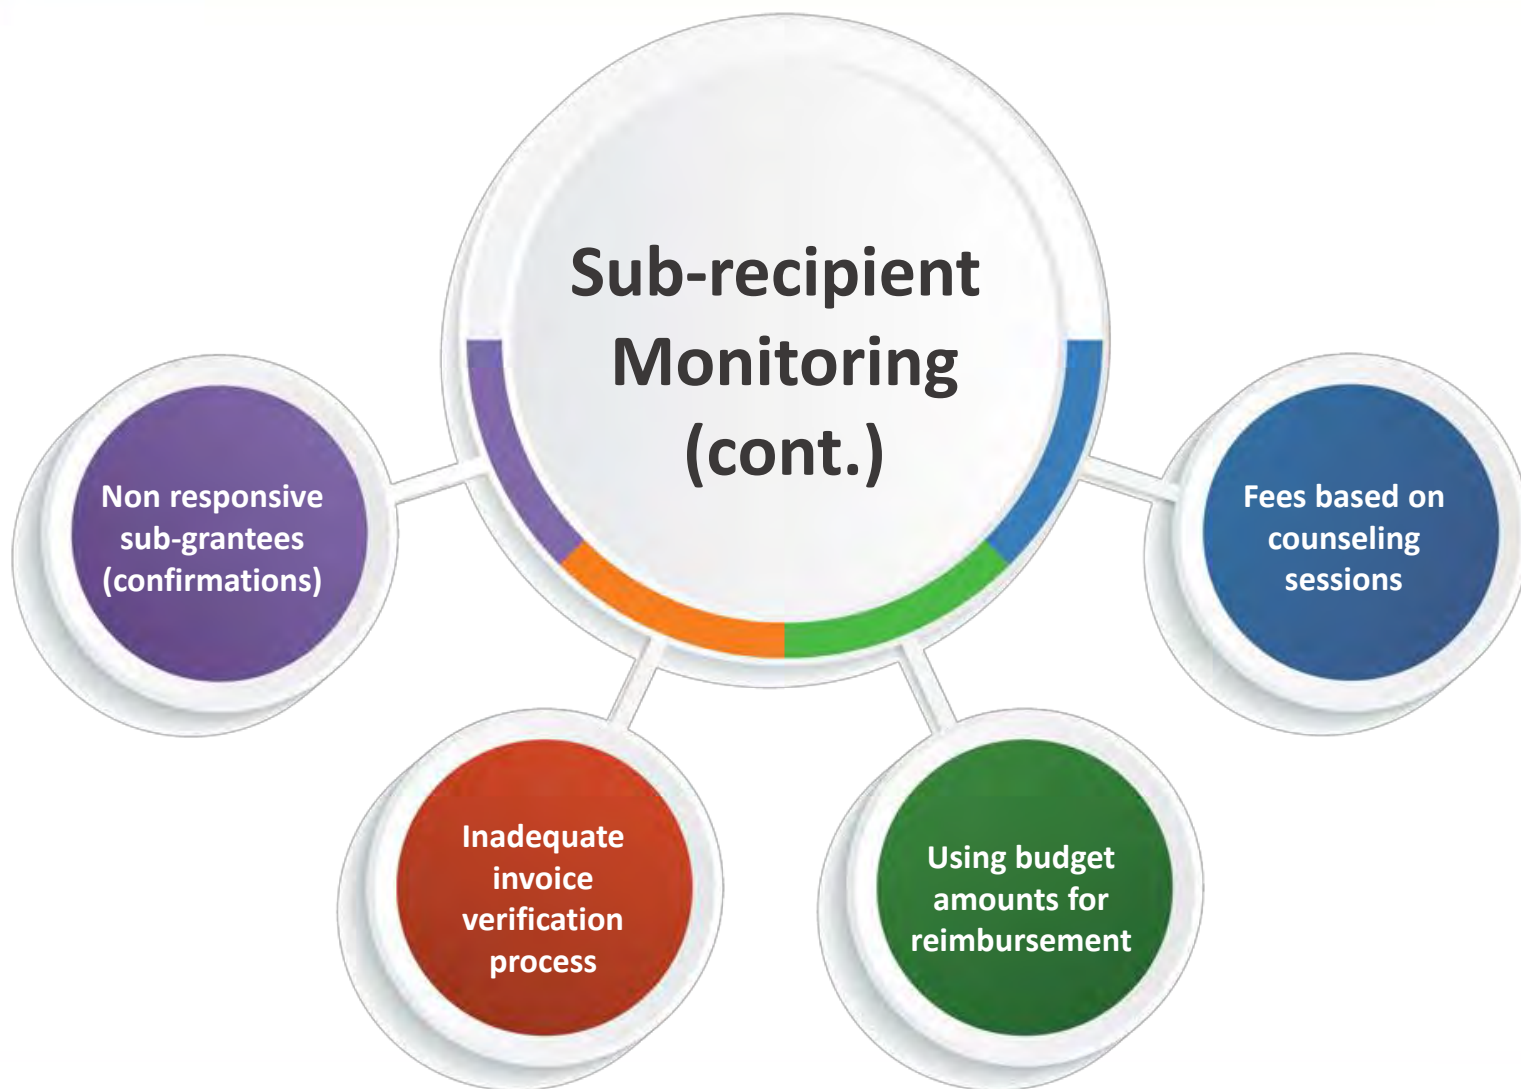 Sub-recipient
Monitoring
(cont.)
Non responsive
sub-grantees
(confirmations)
Inadequate
invoice
verification
process
Using budget
amounts for
reimbursement
Fees based on
counseling
sessions